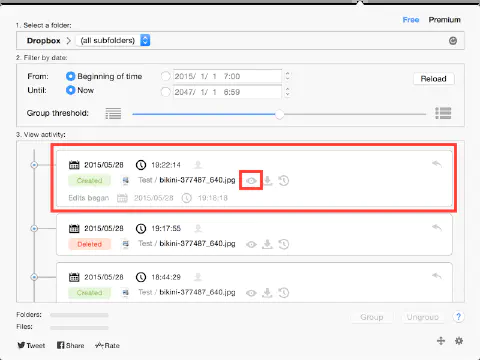 Free Premium
1. Select a folder:
Dropbox (all subfolders)
2. Filter by date:
From: Beginning of time 2015/ 1/ 1 7:00
Reload
Until: Now 2047/ 1/ 1 6:59
Group threshold:
3. View activity:
2015/05/28 19:22:14
Created Test / bikini-377487_640.jpg
Edits began 2015/05/28 19:18:18
2015/05/28 19:17:55
Deleted Test / bikini-377487_640.jpg
2015/05/28 18:44:29
Created Test / bikini-377487_640.jpg
Folders:
Files:
Group Ungroup ?
Tweet Share Rate